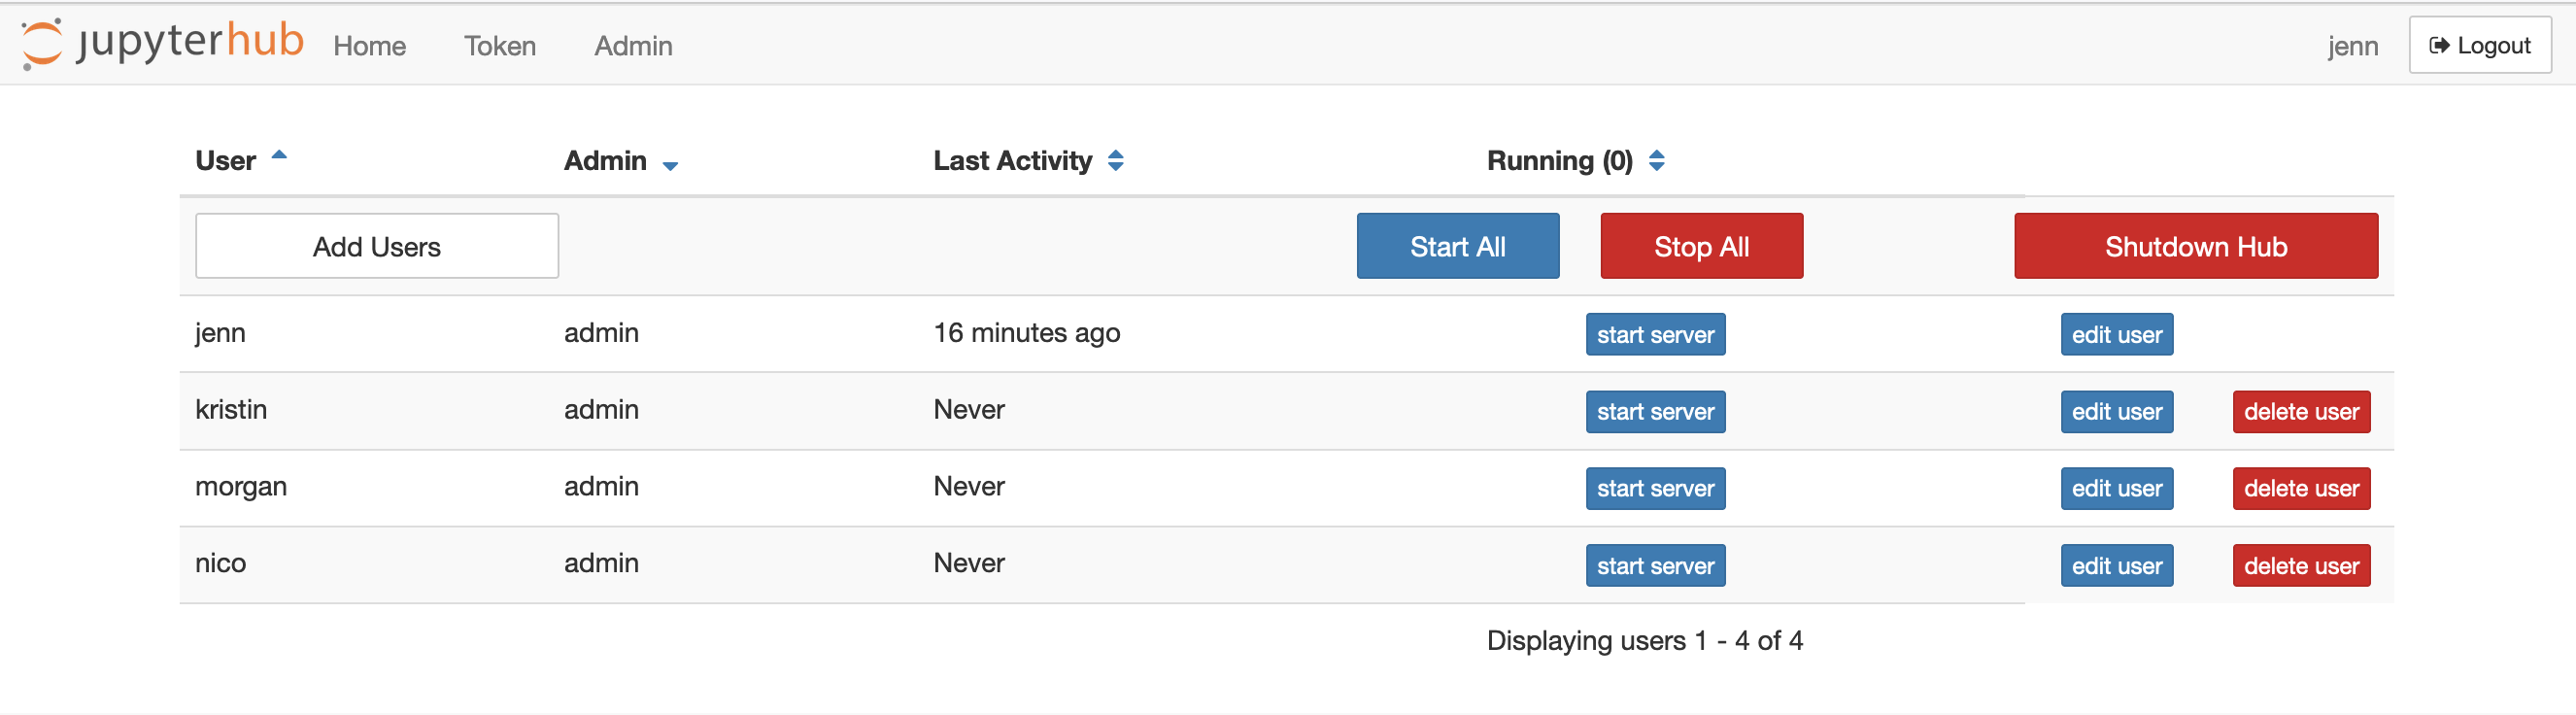 jupyterhub Home Token Admin jenn Logout
User Admin Last Activity Running (0)
Add Users Start All Stop All Shutdown Hub
jenn admin 16 minutes ago start server edit user
kristin admin Never start server edit user delete user
morgan admin Never start server edit user delete user
nico admin Never start server edit user delete user
Displaying users 1 - 4 of 4